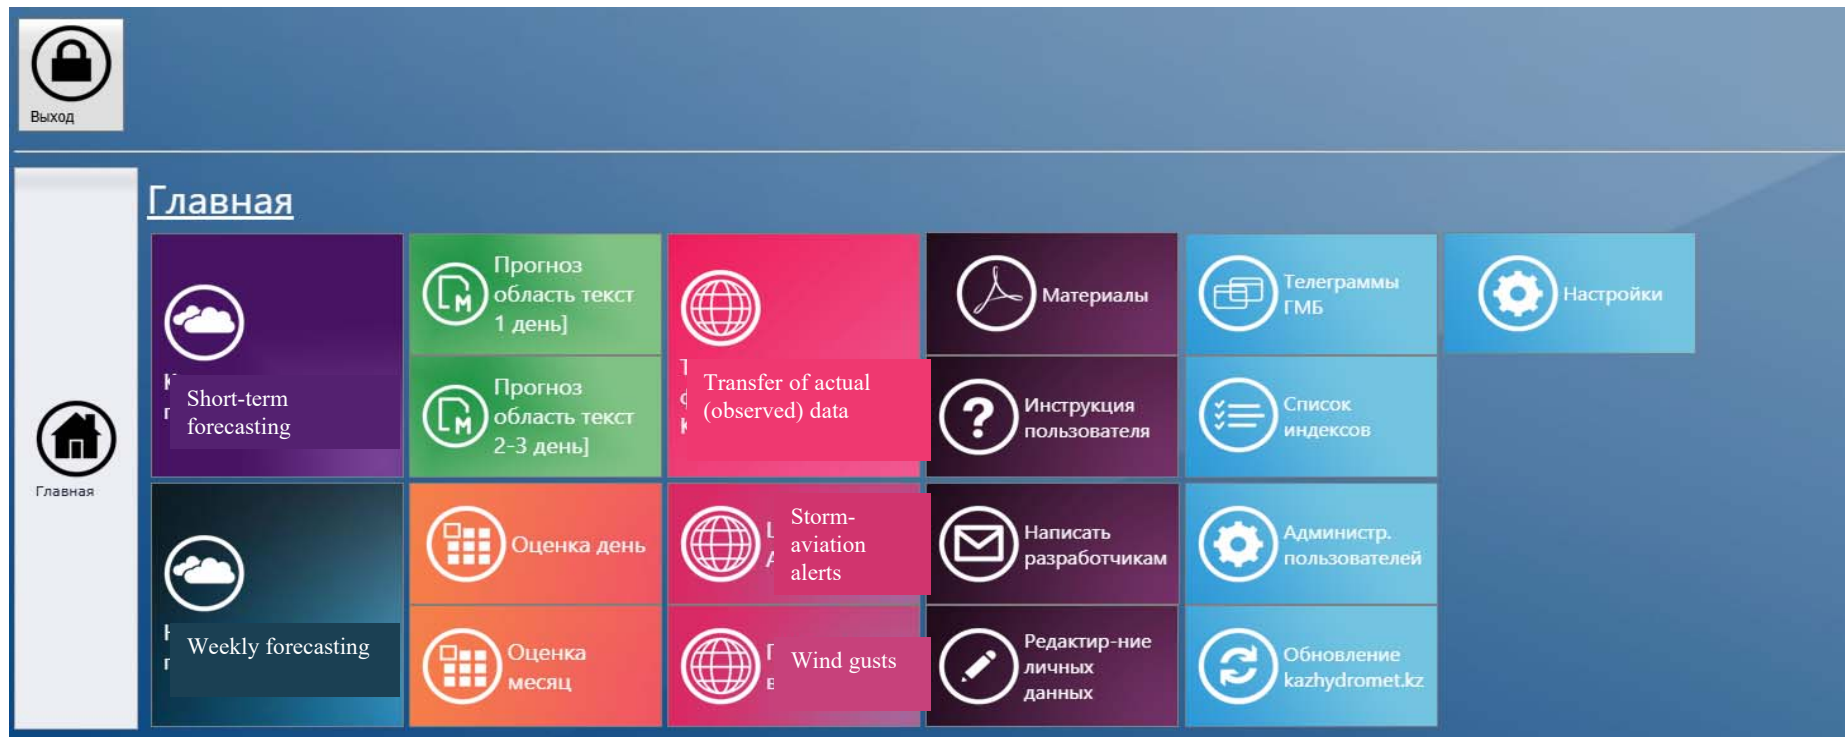 Выход
Главная
Главная
Short-term
forecasting
Прогноз
область текст
1 день]
Прогноз
область текст
2-3 день]
Transfer of actual
(observed) data
Материалы
Инструкция
пользователя
Телеграммы
ГМБ
Список
индексов
Настройки
Weekly forecasting
Оценка день
Оценка
месяц
Storm-
aviation
alerts
Wind gusts
Написать
разработчикам
Редактир-ние
личных
данных
Администр.
пользователей
Обновление
kazhydromet.kz